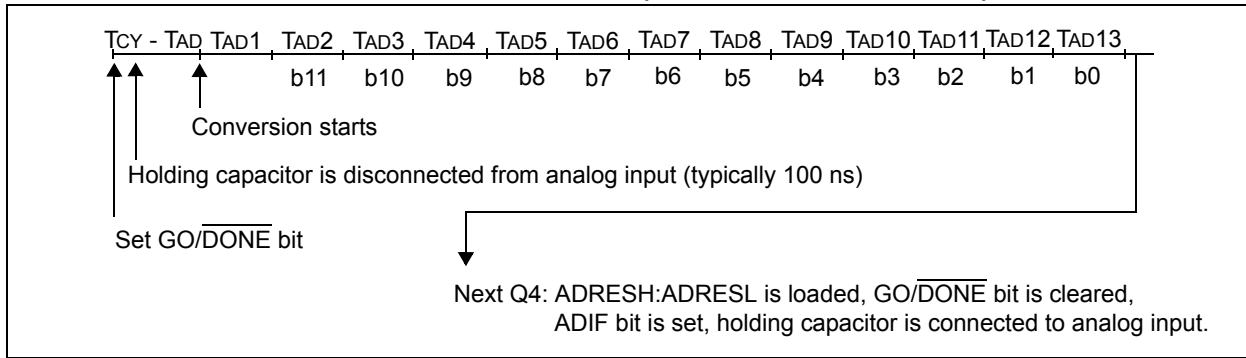 TCY - TAD TAD1 TAD2 TAD3 TAD4 TAD5 TAD6 TAD7 TAD8 TAD9 TAD10 TAD11 TAD12 TAD13
b11 b10 b9 b8 b7 b6 b5 b4 b3 b2 b1 b0
Conversion starts
Holding capacitor is disconnected from analog input (typically 100 ns)
Set GO/DONE bit
Next Q4: ADRESH:ADRESL is loaded, GO/DONE bit is cleared,
ADIF bit is set, holding capacitor is connected to analog input.